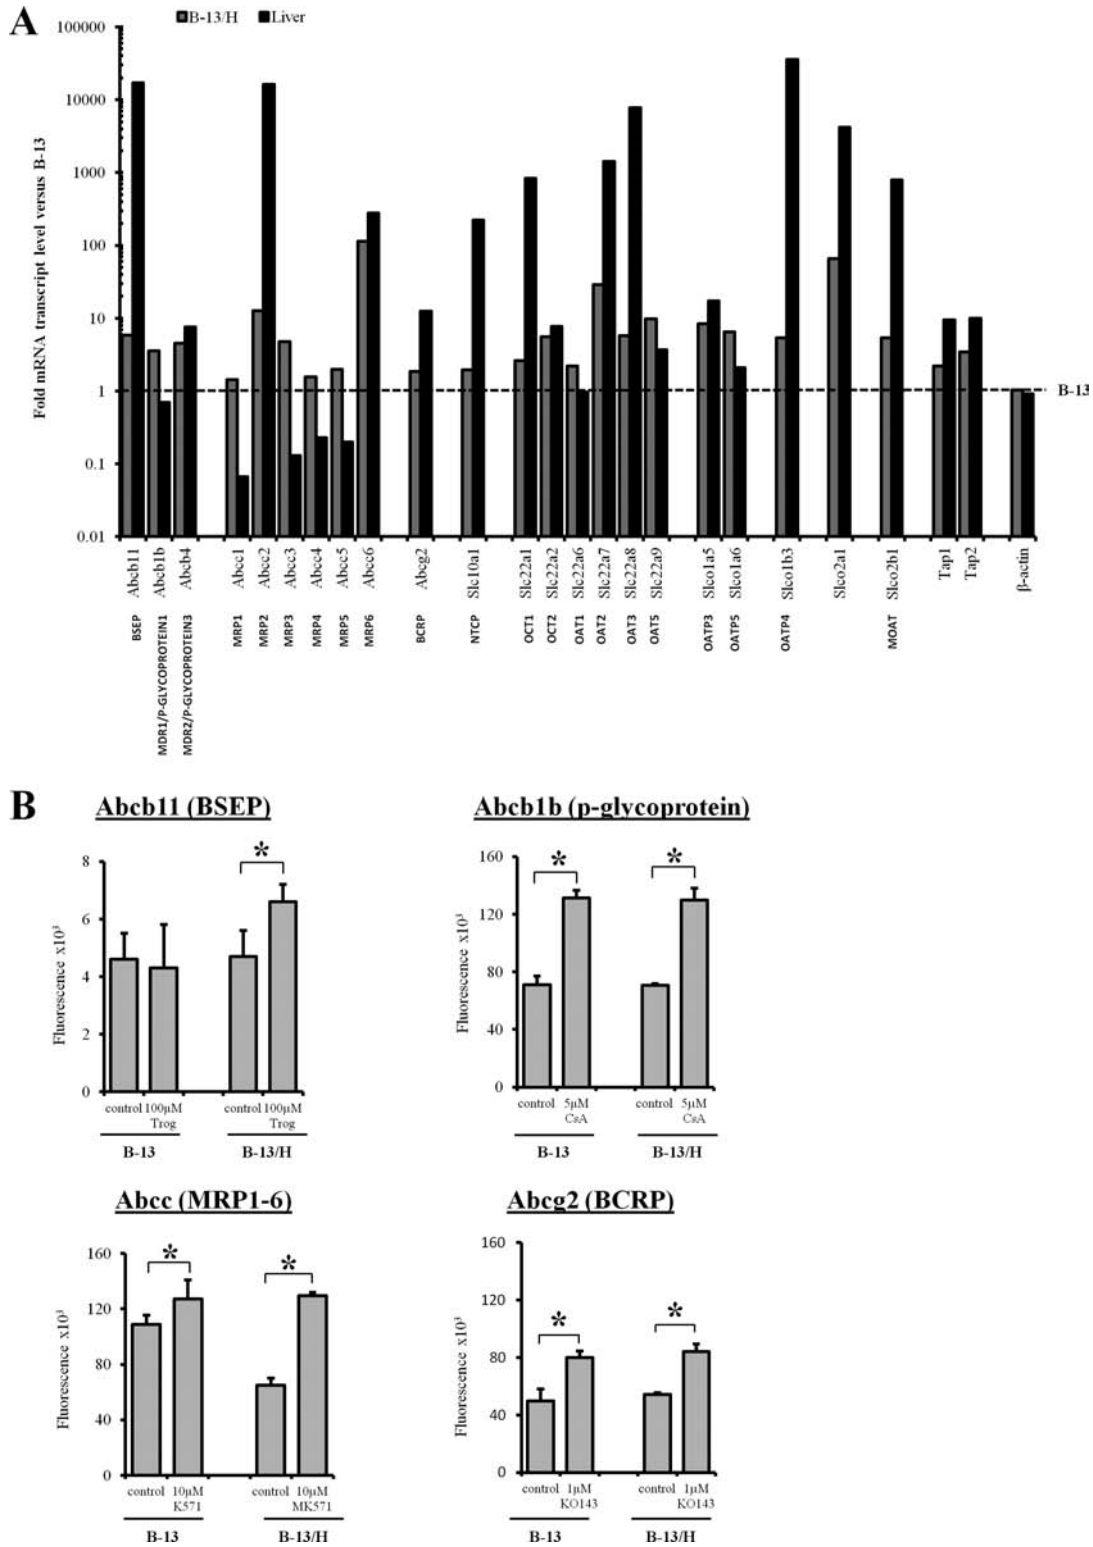 A
B-13/H Liver
Fold mRNA transcript level versus B-13
100000
10000
1000
100
10
1
0.1
0.01
B-13
Abcb11
Abcb1b
Abcb4
Abcc1
Abcc2
Abcc3
Abcc4
Abcc5
Abcc6
Abcg2
Slc10a1
Slc22a1
Slc22a2
Slc22a6
Slc22a7
Slc22a8
Slc22a9
Slco1a5
Slco1a6
Slco1b3
Slco2a1
Slco2b1
Tap1
Tap2
β-actin
BSEP
MDR1/P-GLYCOPROTEIN1
MDR2/P-GLYCOPROTEIN3
MRP1
MRP2
MRP3
MRP4
MRP5
MRP6
BCRP
NTCP
OCT1
OCT2
OAT1
OAT2
OAT3
OAT5
OATP3
OATP5
OATP4
MOAT
B
Abcb11 (BSEP)
Fluorescence x10³
8
6
4
2
0
*
control 100µM Trog
control 100µM Trog
B-13
B-13/H
Abcb1b (p-glycoprotein)
Fluorescence x10³
160
120
80
40
0
*
*
control 5µM CsA
control 5µM CsA
B-13
B-13/H
Abcc (MRP1-6)
Fluorescence x10³
160
120
80
40
0
*
*
control 10µM K571
control 10µM MK571
B-13
B-13/H
Abcg2 (BCRP)
Fluorescence x10³
160
120
80
40
0
*
*
control 1µM KO143
control 1µM KO143
B-13
B-13/H